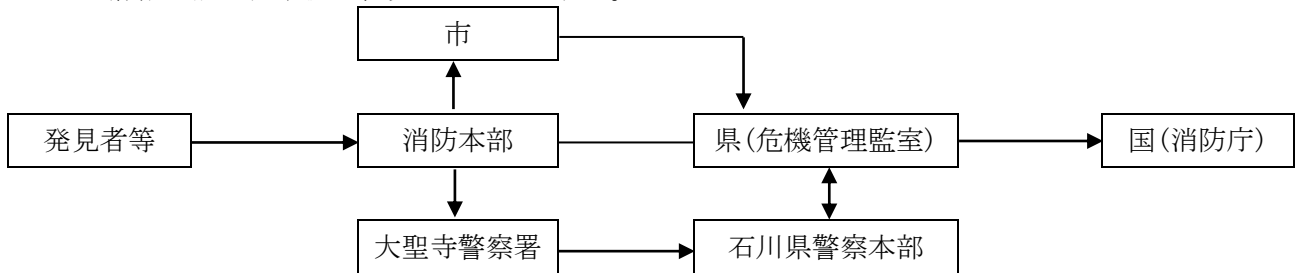 市
発見者等
消防本部
県(危機管理監室)
国(消防庁)
大聖寺警察署
石川県警察本部